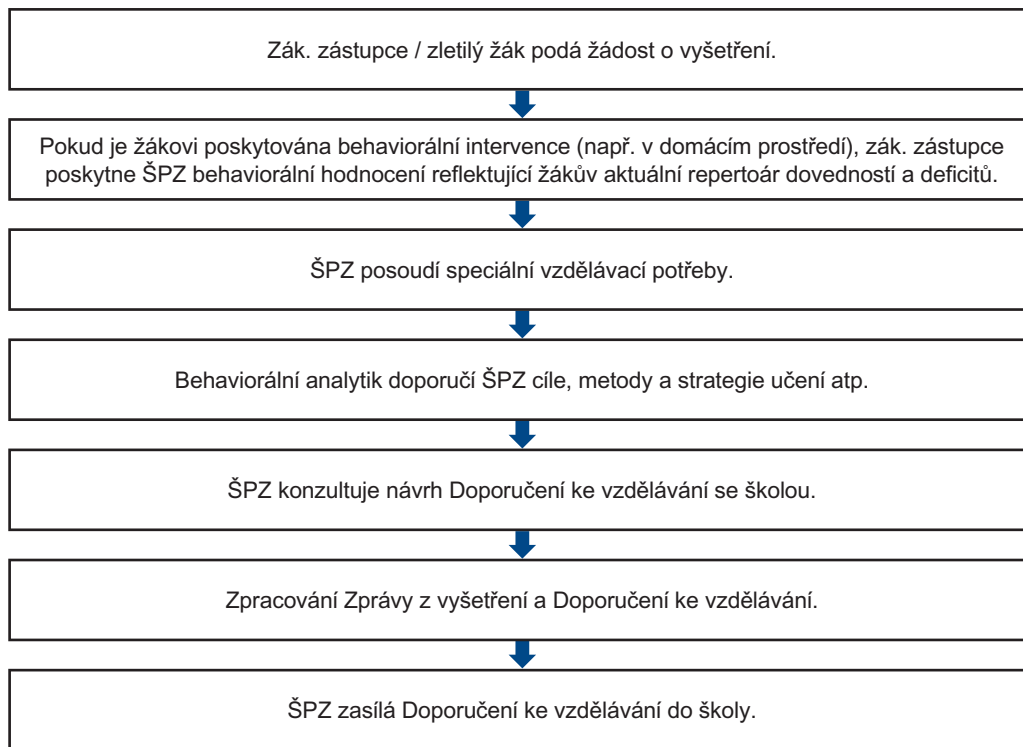 Zák. zástupce / zletilý žák podá žádost o vyšetření.
Pokud je žákovi poskytována behaviorální intervence (např. v domácím prostředí), zák. zástupce
poskytne ŠPZ behaviorální hodnocení reflektující žákův aktuální repertoár dovedností a deficitů.
ŠPZ posoudí speciální vzdělávací potřeby.
Behaviorální analytik doporučí ŠPZ cíle, metody a strategie učení atp.
ŠPZ konzultuje návrh Doporučení ke vzdělávání se školou.
Zpracování Zprávy z vyšetření a Doporučení ke vzdělávání.
ŠPZ zasílá Doporučení ke vzdělávání do školy.